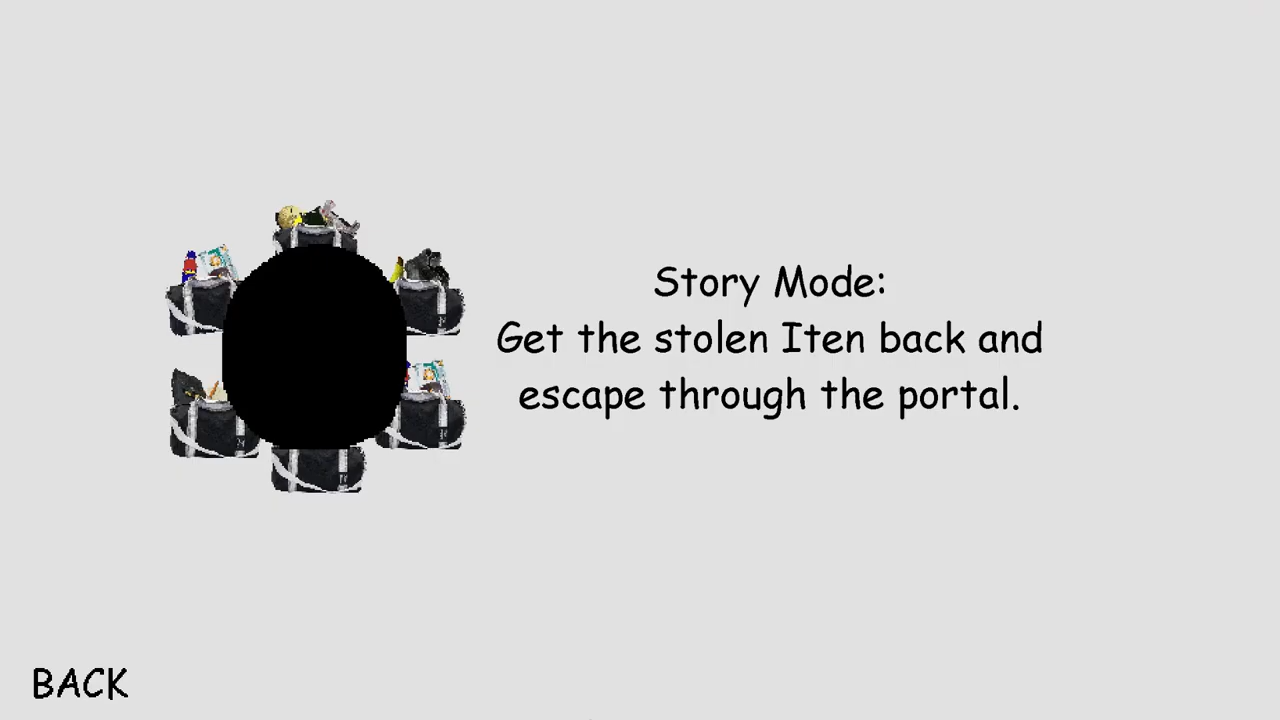 Story Mode:
Get the stolen Iten back and
escape through the portal.
BACK